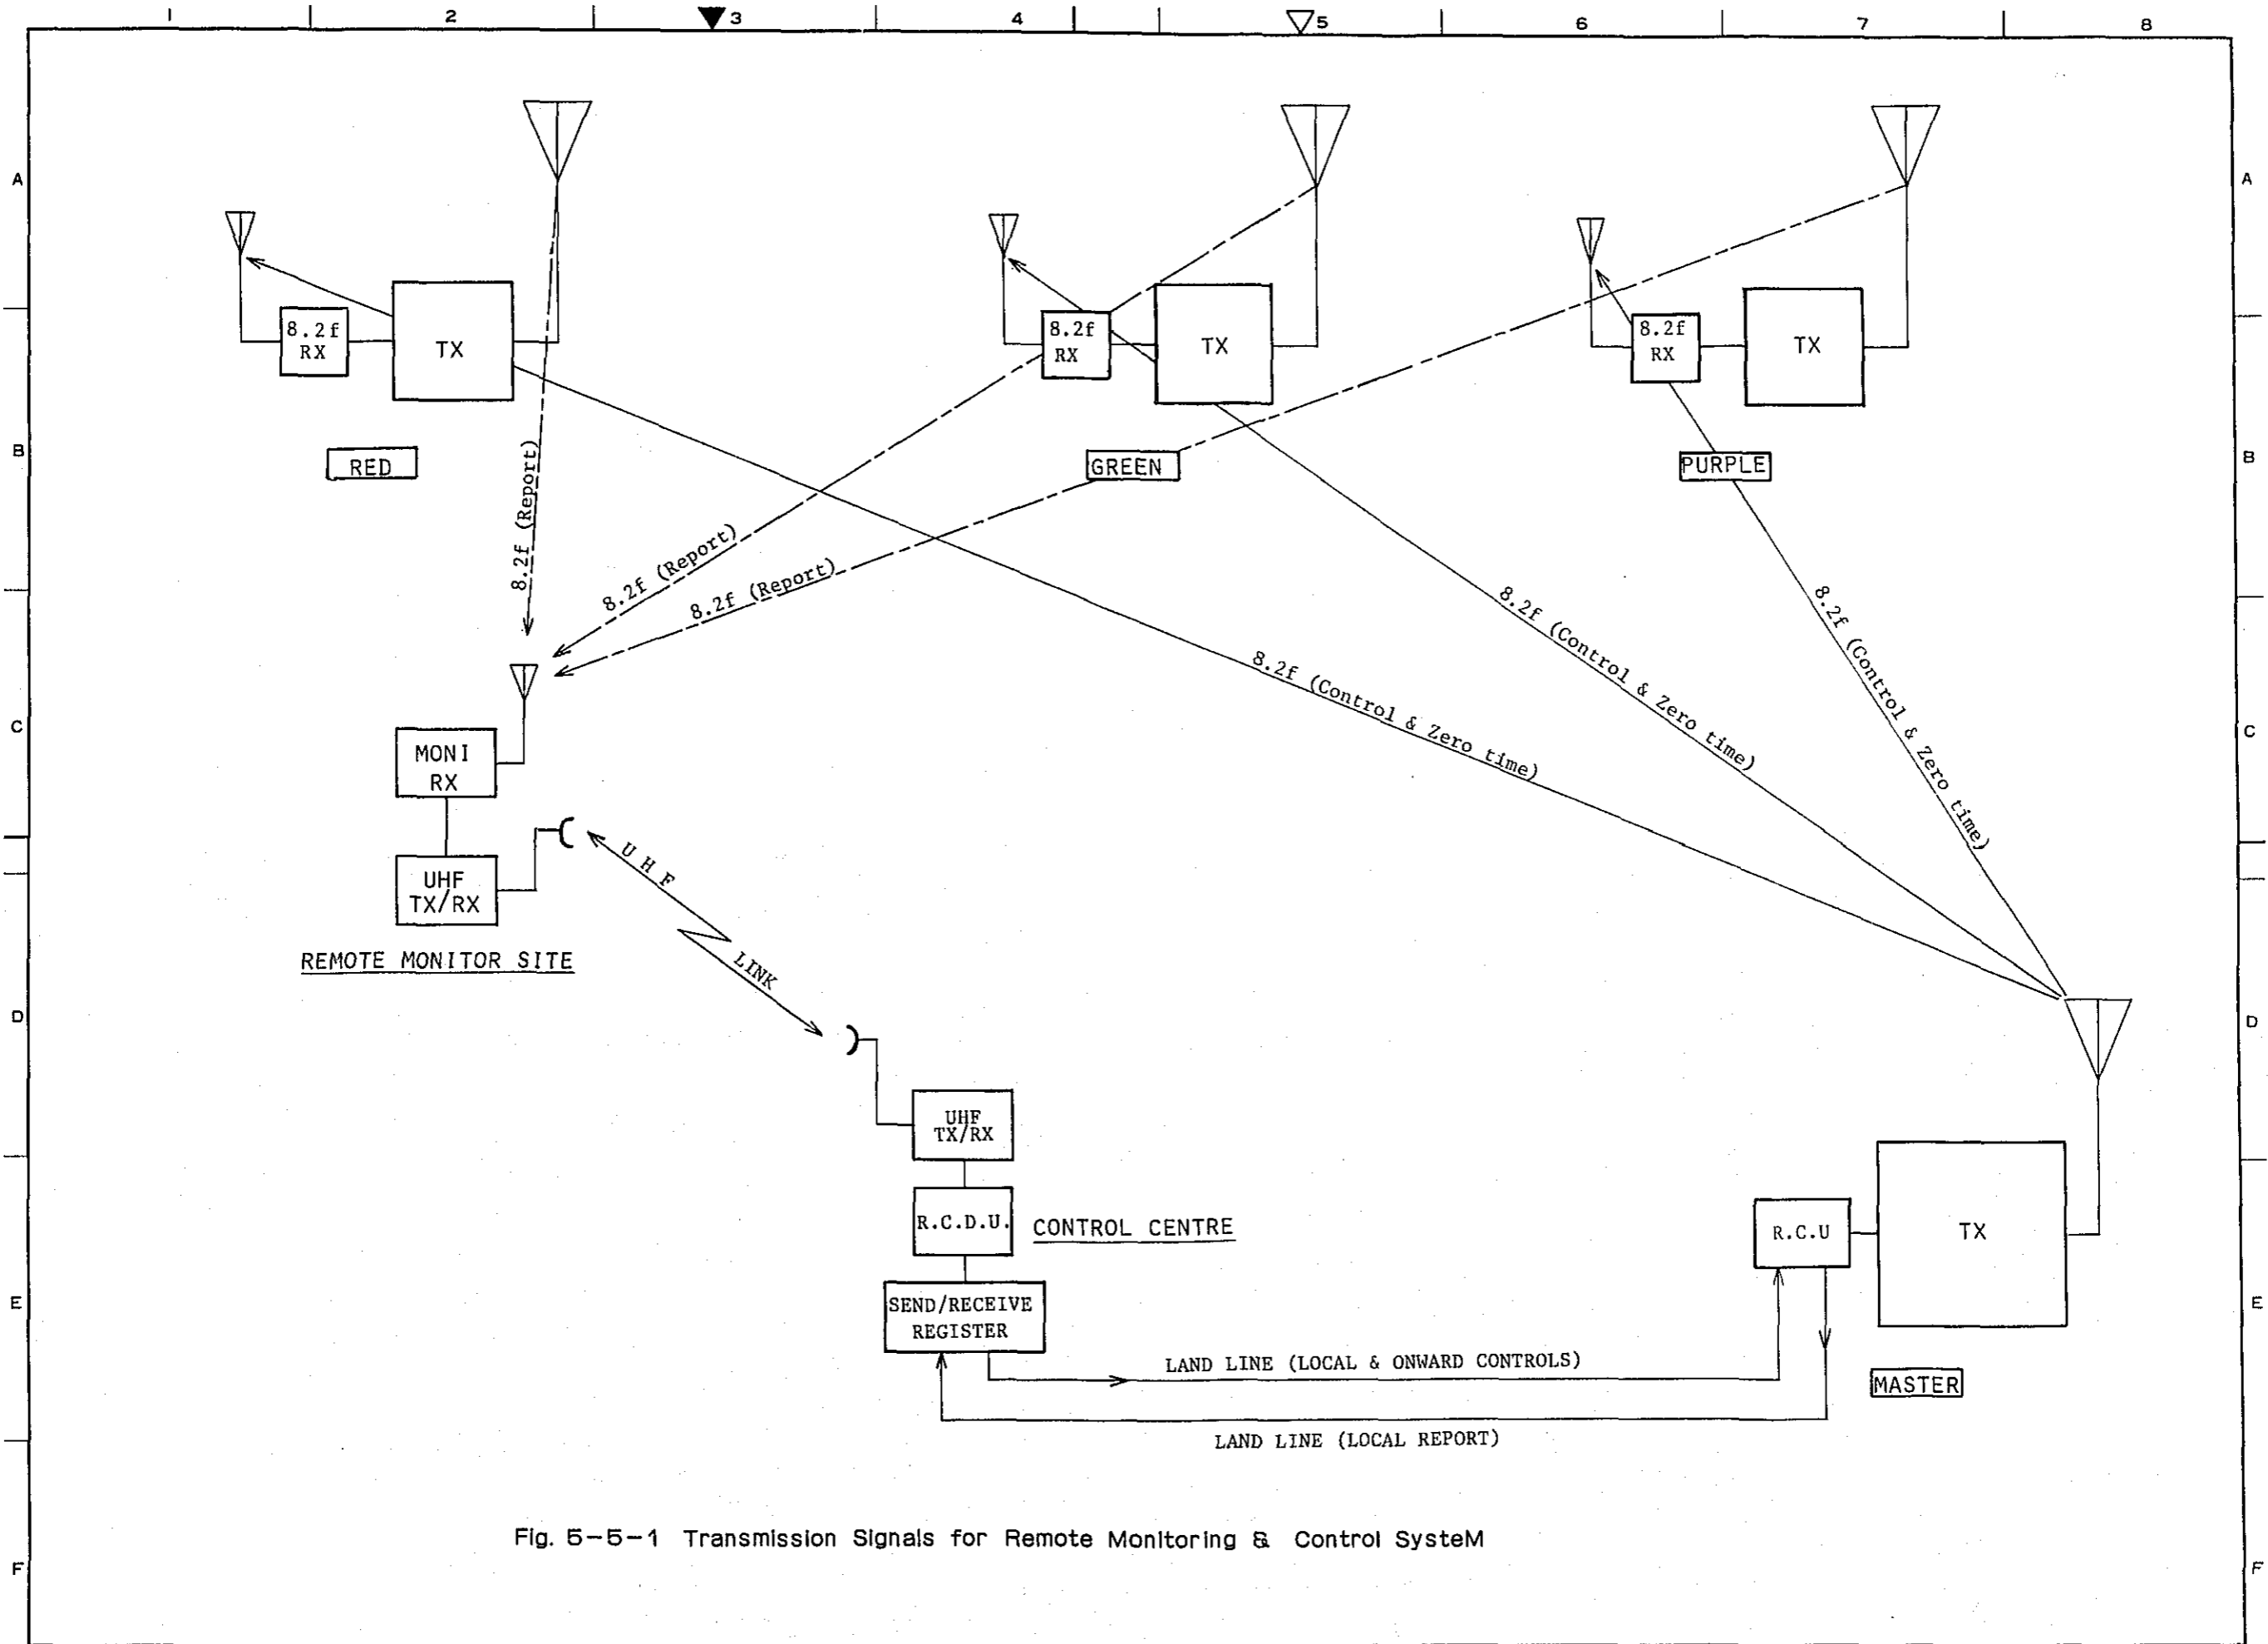 1 2 3 4 5 6 7 8
A A
8.2f
RX
TX
8.2f
RX
TX
8.2f
RX
TX
B B
RED
GREEN
PURPLE
8.2f (Report)
8.2f (Report)
8.2f (Report)
8.2f (Control & Zero time)
8.2f (Control & Zero time)
8.2f (Control & Zero time)
C C
MONI
RX
UHF
TX/RX
UHF
LINK
REMOTE MONITOR SITE
D D
UHF
TX/RX
R.C.D.U.
CONTROL CENTRE
R.C.U
TX
E E
SEND/RECEIVE
REGISTER
LAND LINE (LOCAL & ONWARD CONTROLS)
MASTER
LAND LINE (LOCAL REPORT)
Fig. 5-5-1 Transmission Signals for Remote Monitoring & Control SysteM
F F